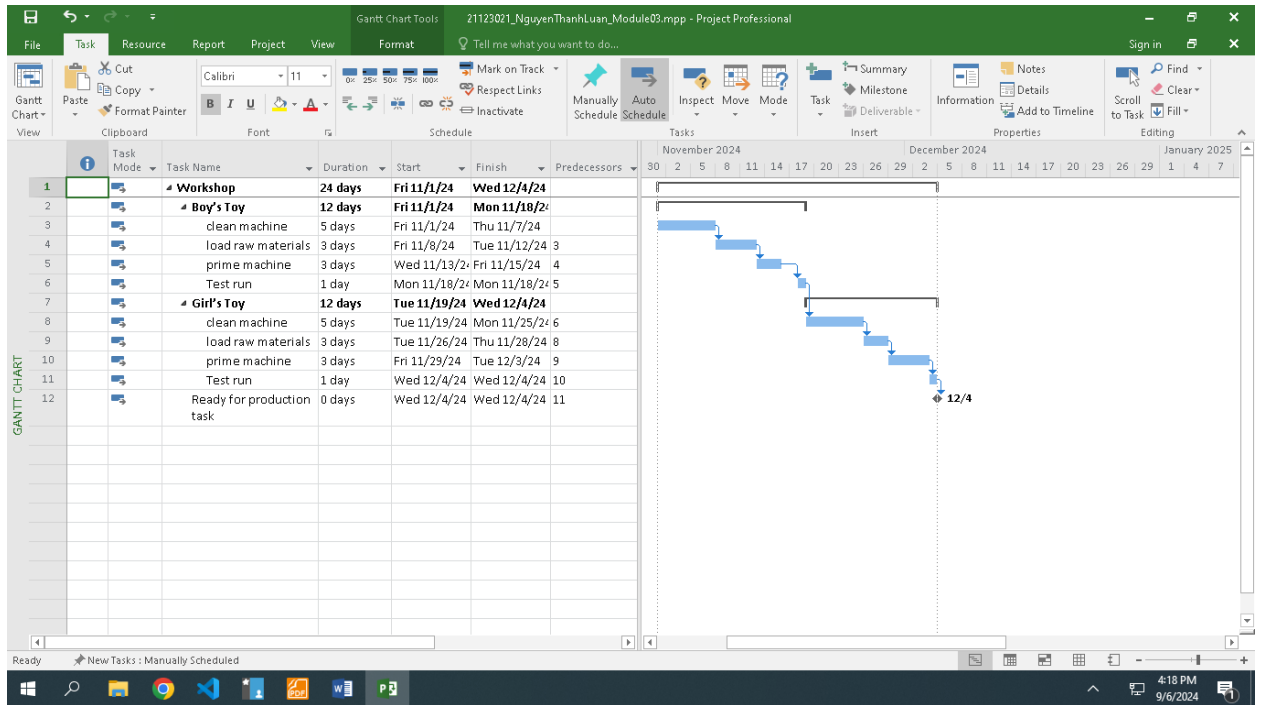 Gantt Chart Tools 21123021_NguyenThanhLuan_Module03.mpp - Project Professional
File Task Resource Report Project View Format Tell me what you want to do... Sign in
Gantt Chart
View
Paste
Cut
Copy
Format Painter
Clipboard
Calibri 11
B I U A
Font
0% 25% 50% 75% 100%
Mark on Track
Respect Links
Inactivate
Schedule
Manually Schedule
Auto Schedule
Inspect Move Mode
Tasks
Task
Summary
Milestone
Deliverable
Insert
Information
Notes
Details
Add to Timeline
Properties
Scroll to Task
Find
Clear
Fill
Editing
Task Mode Task Name Duration Start Finish Predecessors
November 2024 December 2024 January 2025
30 2 5 8 11 14 17 20 23 26 29 2 5 8 11 14 17 20 23 26 29 1 4 7
1 Workshop 24 days Fri 11/1/24 Wed 12/4/24
2 Boy's Toy 12 days Fri 11/1/24 Mon 11/18/24
3 clean machine 5 days Fri 11/1/24 Thu 11/7/24
4 load raw materials 3 days Fri 11/8/24 Tue 11/12/24 3
5 prime machine 3 days Wed 11/13/24 Fri 11/15/24 4
6 Test run 1 day Mon 11/18/24 Mon 11/18/24 5
7 Girl's Toy 12 days Tue 11/19/24 Wed 12/4/24
8 clean machine 5 days Tue 11/19/24 Mon 11/25/24 6
9 load raw materials 3 days Tue 11/26/24 Thu 11/28/24 8
10 prime machine 3 days Fri 11/29/24 Tue 12/3/24 9
11 Test run 1 day Wed 12/4/24 Wed 12/4/24 10
12 Ready for production task 0 days Wed 12/4/24 Wed 12/4/24 11
12/4
GANTT CHART
Ready New Tasks : Manually Scheduled
4:18 PM
9/6/2024
1